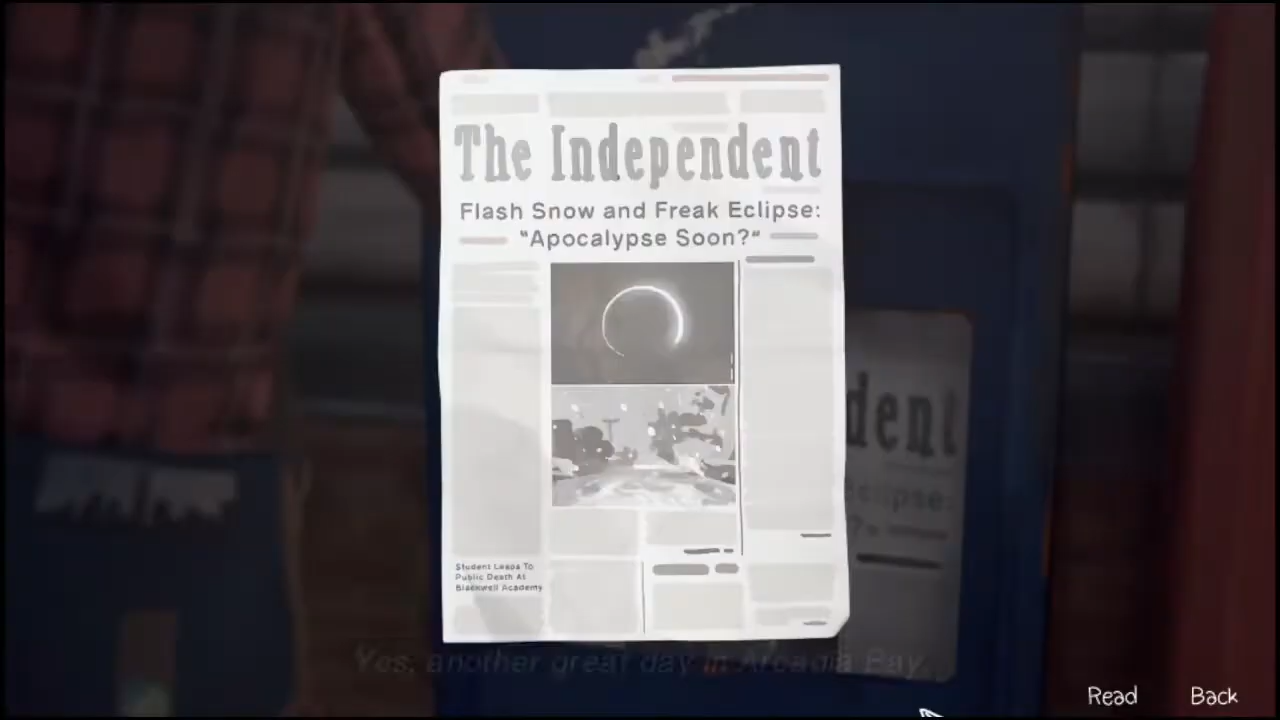 The Independent
Flash Snow and Freak Eclipse:
"Apocalypse Soon?"
Student Leaps To
Public Death At
Blackwell Academy
dent
Eclipse:
?"
Yes, another great day in Arcadia Bay.
Read
Back